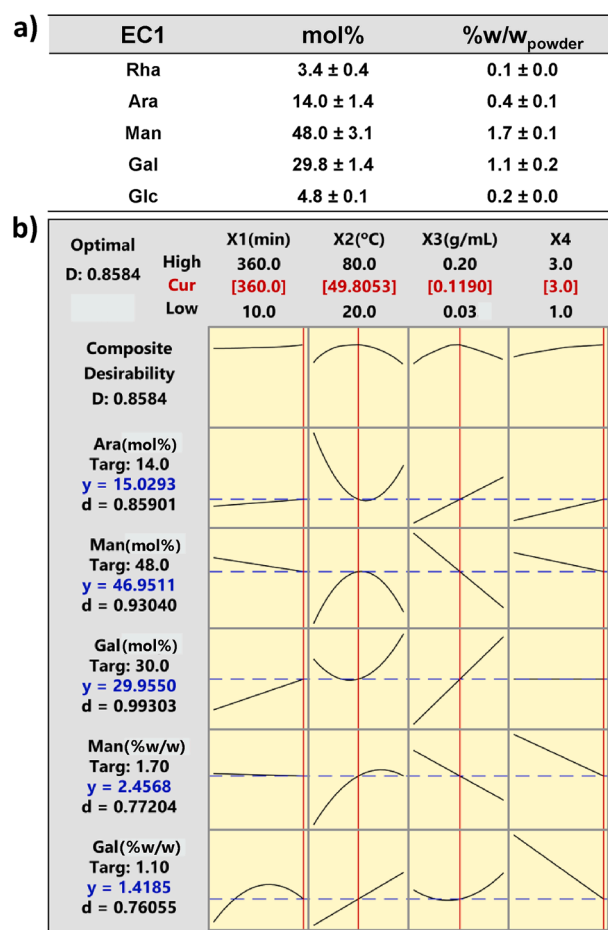 a)
EC1 mol% %w/wpowder
Rha 3.4 ± 0.4 0.1 ± 0.0
Ara 14.0 ± 1.4 0.4 ± 0.1
Man 48.0 ± 3.1 1.7 ± 0.1
Gal 29.8 ± 1.4 1.1 ± 0.2
Glc 4.8 ± 0.1 0.2 ± 0.0
b)
Optimal
D: 0.8584
X1(min) X2(ºC) X3(g/mL) X4
High 360.0 80.0 0.20 3.0
Cur [360.0] [49.8053] [0.1190] [3.0]
Low 10.0 20.0 0.03 1.0
Composite
Desirability
D: 0.8584
Ara(mol%)
Targ: 14.0
y = 15.0293
d = 0.85901
Man(mol%)
Targ: 48.0
y = 46.9511
d = 0.93040
Gal(mol%)
Targ: 30.0
y = 29.9550
d = 0.99303
Man(%w/w)
Targ: 1.70
y = 2.4568
d = 0.77204
Gal(%w/w)
Targ: 1.10
y = 1.4185
d = 0.76055